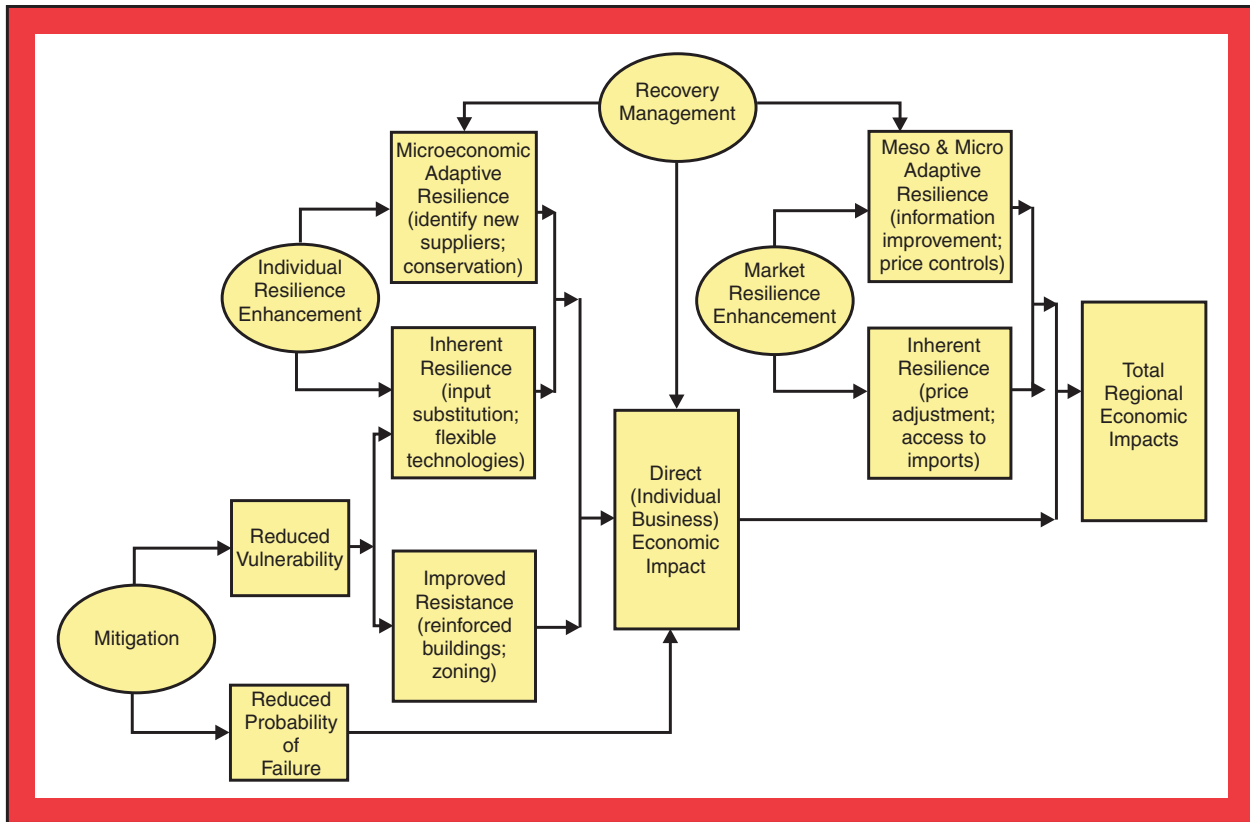 Recovery
Management
Microeconomic
Adaptive
Resilience
(identify new
suppliers;
conservation)
Meso & Micro
Adaptive
Resilience
(information
improvement;
price controls)
Individual
Resilience
Enhancement
Market
Resilience
Enhancement
Inherent
Resilience
(input
substitution;
flexible
technologies)
Inherent
Resilience
(price
adjustment;
access to
imports)
Total
Regional
Economic
Impacts
Direct
(Individual
Business)
Economic
Impact
Reduced
Vulnerability
Improved
Resistance
(reinforced
buildings;
zoning)
Mitigation
Reduced
Probability
of
Failure